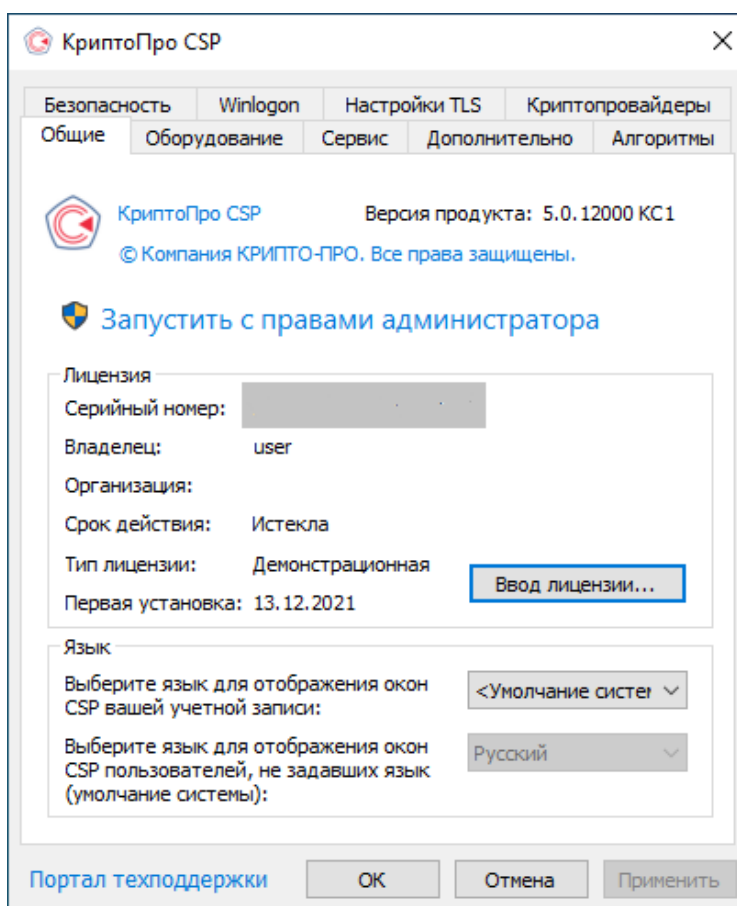 КриптоПро CSP
Безопасность Winlogon Настройки TLS Криптопровайдеры
Общие Оборудование Сервис Дополнительно Алгоритмы
КриптоПро CSP Версия продукта: 5.0.12000 КС1
© Компания КРИПТО-ПРО. Все права защищены.
Запустить с правами администратора
Лицензия
Серийный номер:
Владелец: user
Организация:
Срок действия: Истекла
Тип лицензии: Демонстрационная
Ввод лицензии...
Первая установка: 13.12.2021
Язык
Выберите язык для отображения окон
CSP вашей учетной записи:
<Умолчание систем
Выберите язык для отображения окон
CSP пользователей, не задавших язык
(умолчание системы):
Русский
Портал техподдержки ОК Отмена Применить